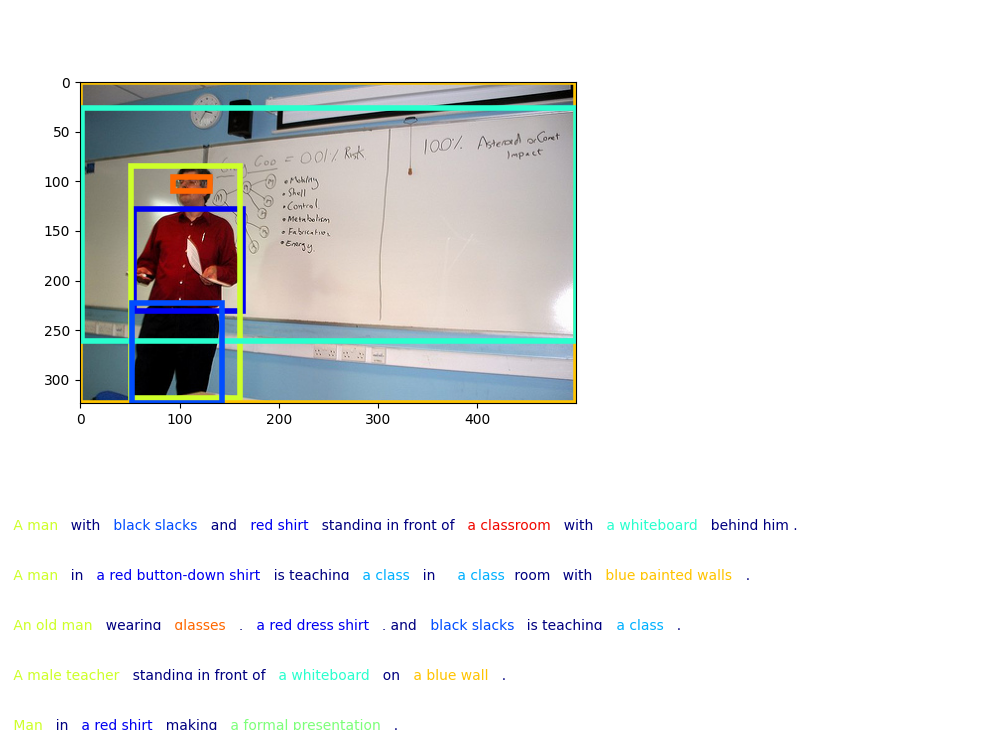 0
50
100
150
200
250
300
0 100 200 300 400
Coo = 0.01% Risk
100% Asteroid or Comet
Impact
• Mobility
• Shell
• Control.
• Metabolism
• Fabrication
• Energy.
A man with black slacks and red shirt standing in front of a classroom with a whiteboard behind him .
A man in a red button-down shirt is teaching a class in a class room with blue painted walls .
An old man wearing glasses , a red dress shirt , and black slacks is teaching a class .
A male teacher standing in front of a whiteboard on a blue wall .
Man in a red shirt making a formal presentation .